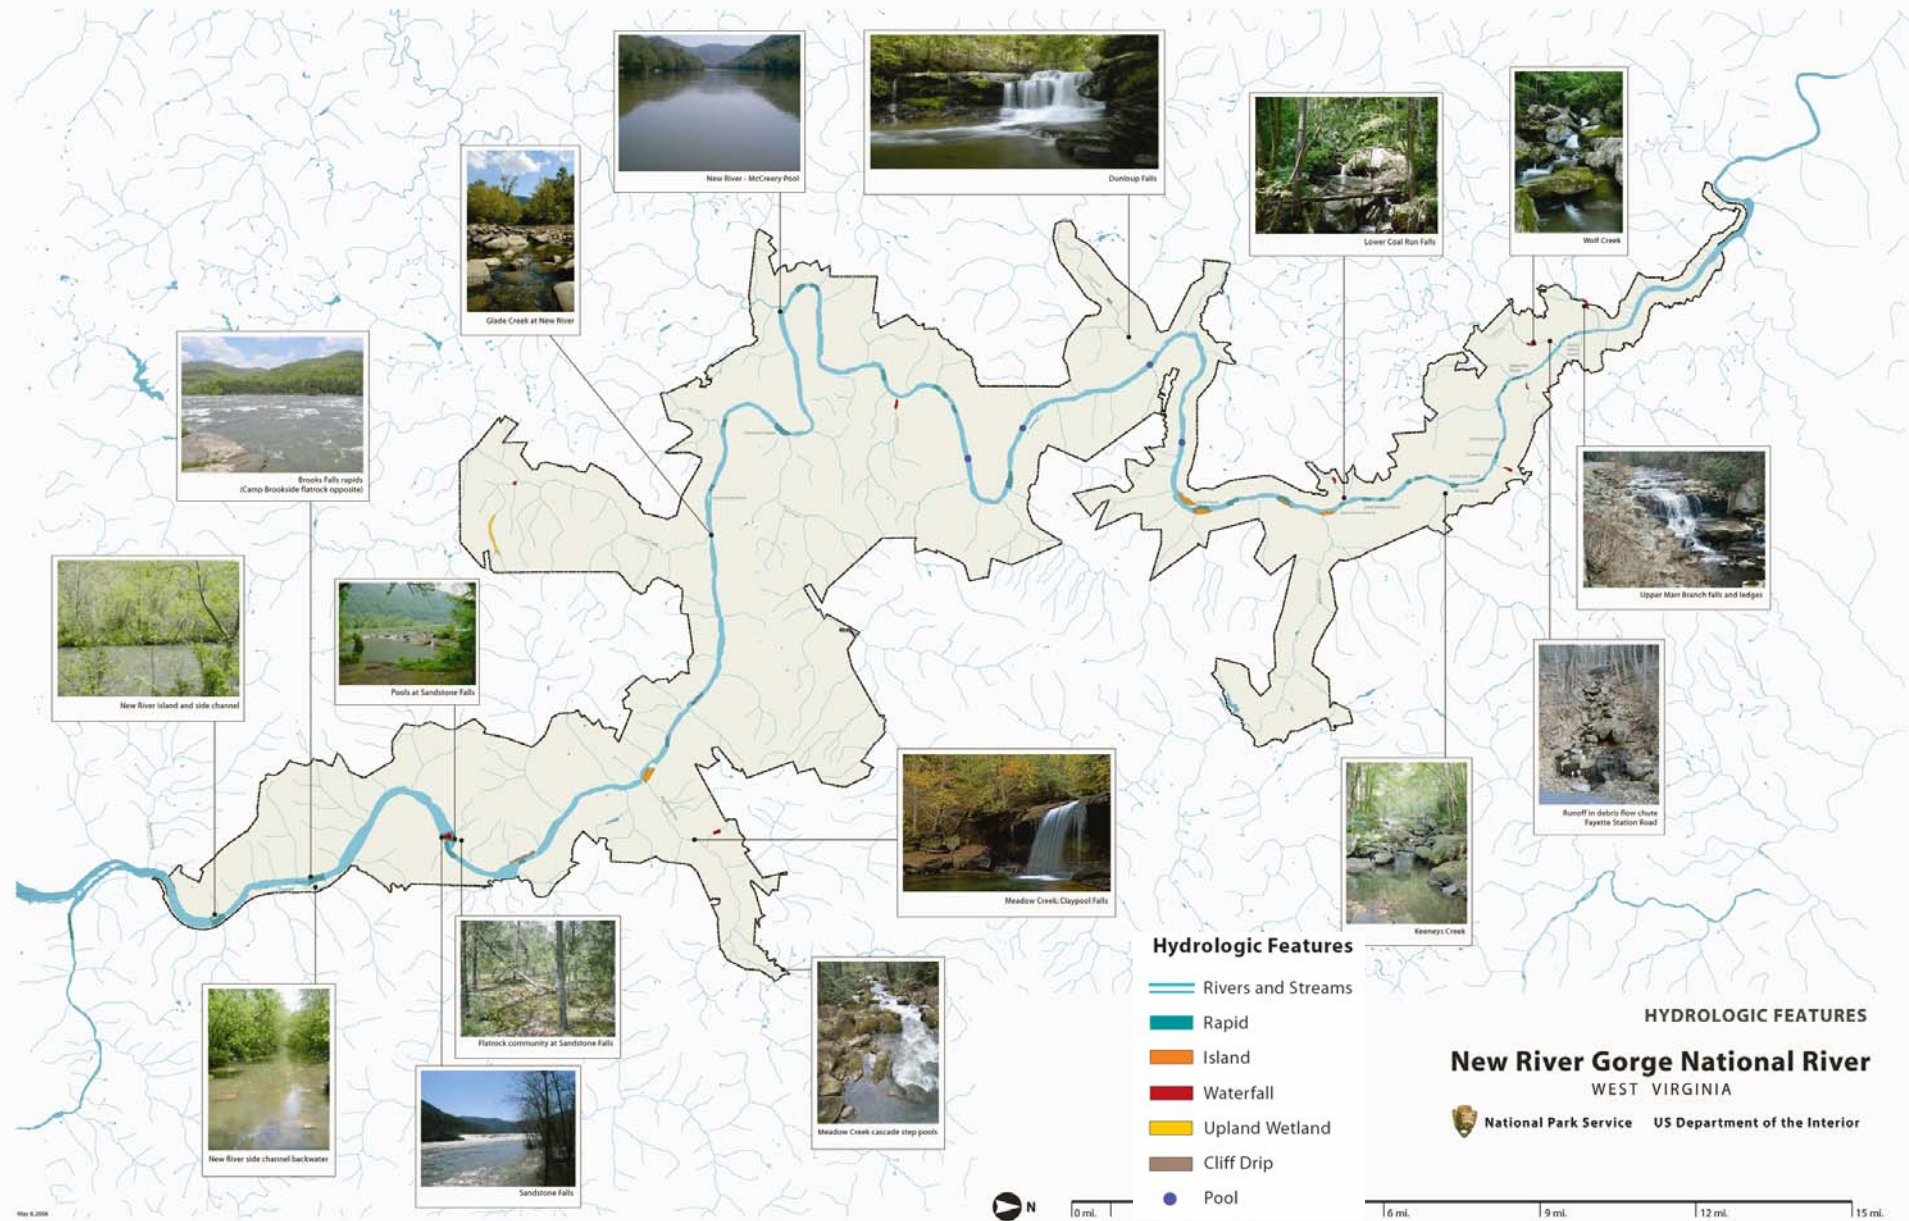 New River - McCreery Pool
Dunloup Falls
Lower Coal Run Falls
Wolf Creek
Glade Creek at New River
Brooks Falls rapids
(Camp Brookside flatrock opposite)
Upper Marr Branch falls and ledges
New River Island and side channel
Pools at Sandstone Falls
Runoff in debris flow chute
Fayette Station Road
Meadow Creek: Claypool Falls
Keeneys Creek
Flatrock community at Sandstone Falls
Meadow Creek cascade step pools
New River side channel backwater
Sandstone Falls
Hydrologic Features
Rivers and Streams
Rapid
Island
Waterfall
Upland Wetland
Cliff Drip
Pool
HYDROLOGIC FEATURES
New River Gorge National River
WEST VIRGINIA
National Park Service US Department of the Interior
N
0 mi.
6 mi.
9 mi.
12 mi.
15 mi.